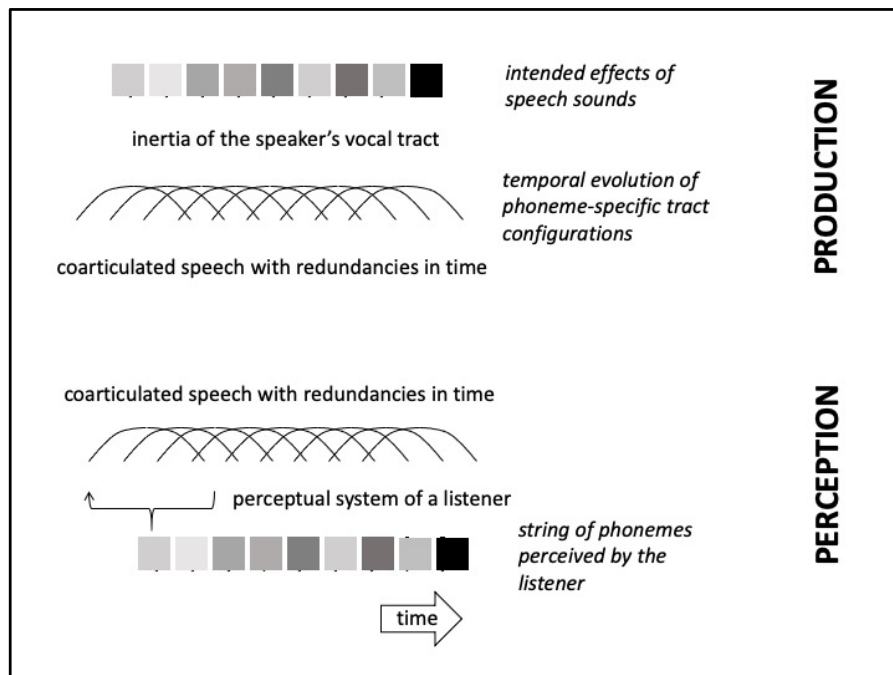 intended effects of
speech sounds
inertia of the speaker's vocal tract
temporal evolution of
phoneme-specific tract
configurations
coarticulated speech with redundancies in time
PRODUCTION
coarticulated speech with redundancies in time
perceptual system of a listener
string of phonemes
perceived by the
listener
time
PERCEPTION